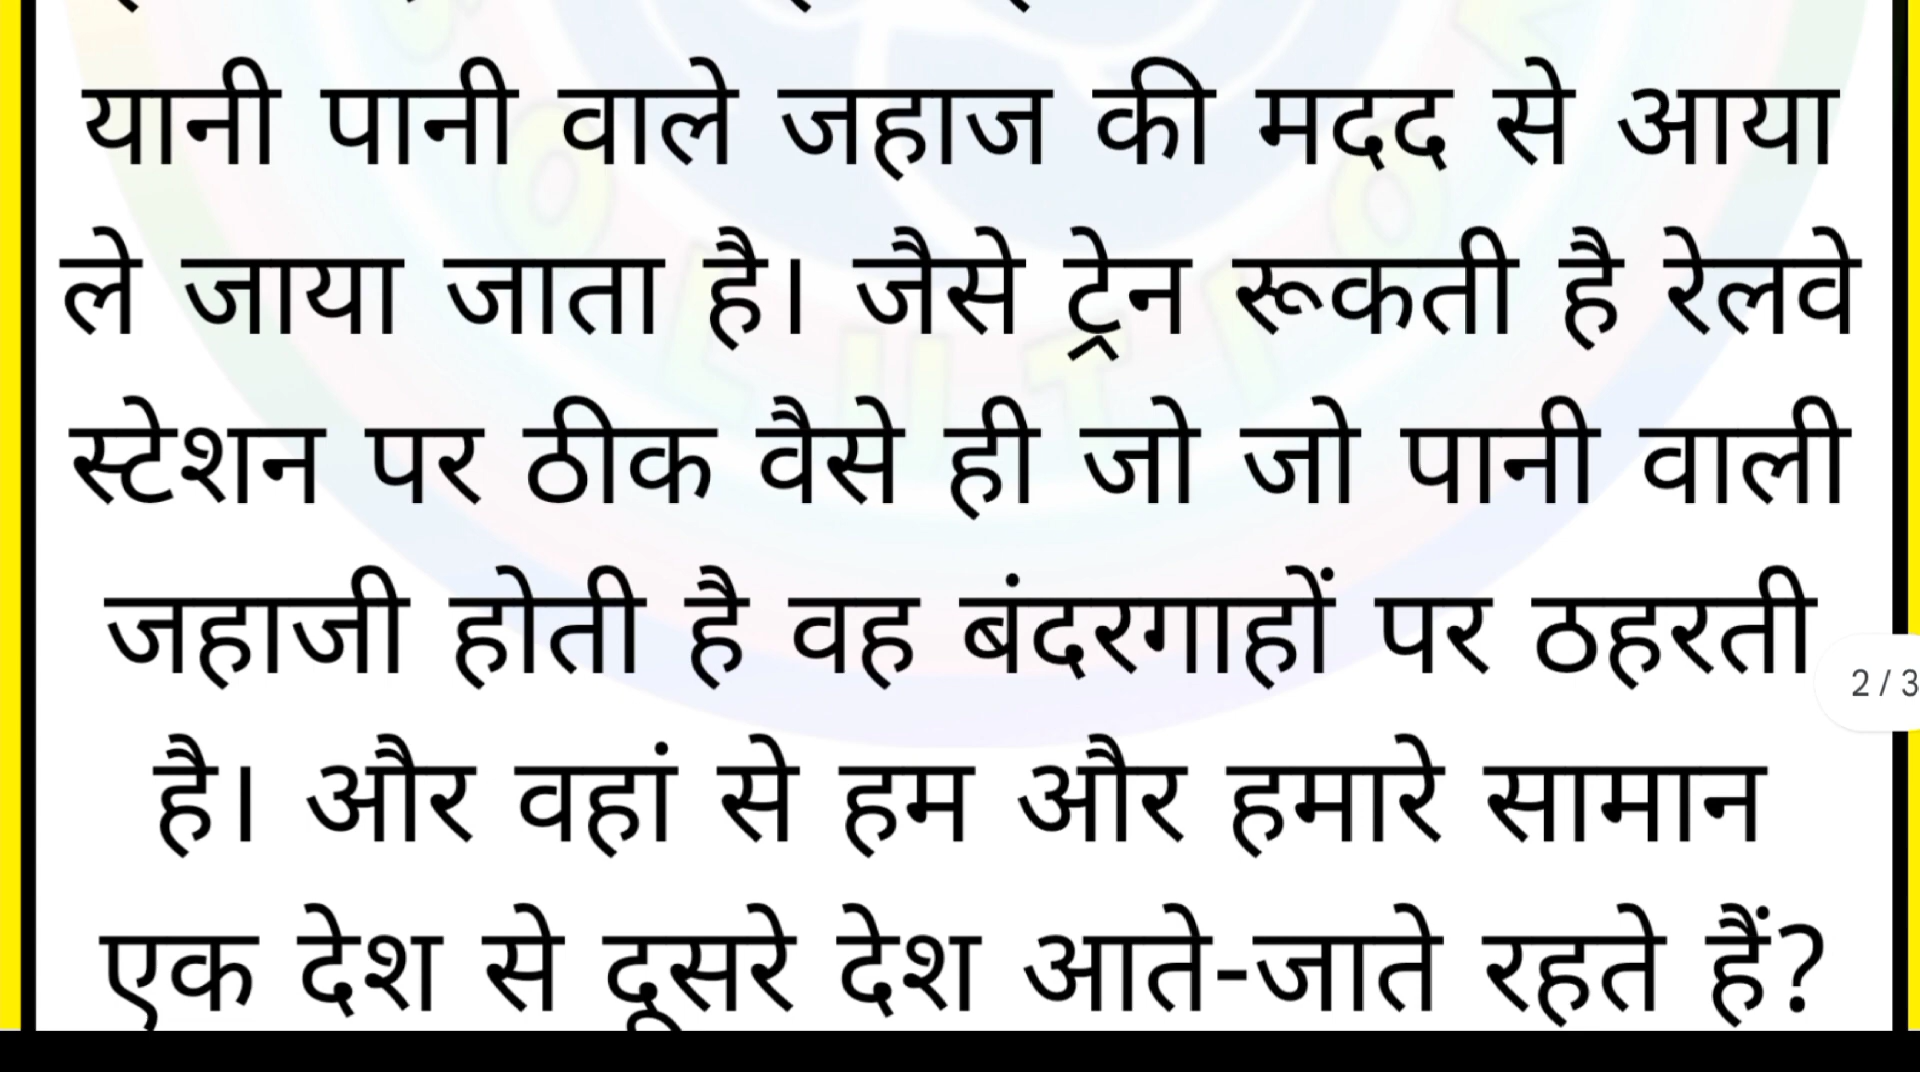 यानी पानी वाले जहाज की मदद से आया
ले जाया जाता है। जैसे ट्रेन रूकती है रेलवे
स्टेशन पर ठीक वैसे ही जो जो पानी वाली
जहाजी होती है वह बंदरगाहों पर ठहरती
2 / 3
है। और वहां से हम और हमारे सामान
एक देश से दूसरे देश आते-जाते रहते हैं?